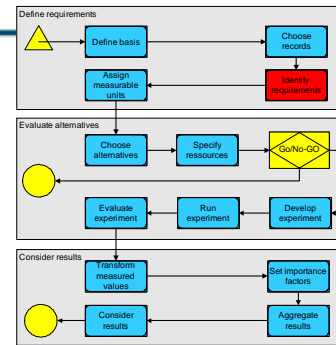 Define requirements
Define basis
Choose
records
Assign
measurable
units
Identify
requirements
Evaluate alternatives
Choose
alternatives
Specify
ressources
Go/No-GO
Evaluate
experiment
Run
experiment
Develop
experiment
Consider results
Transform
measured
values
Set importance
factors
Consider
results
Aggregate
results